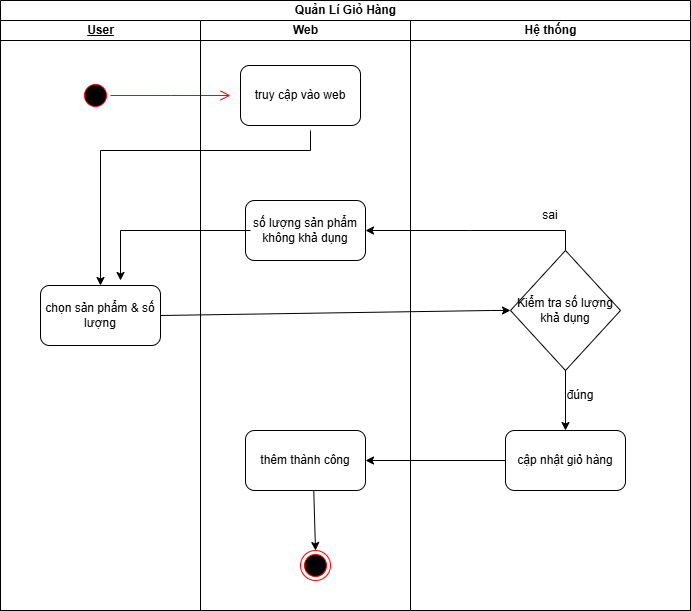 Quản Lí Giỏ Hàng
User
Web
Hệ thống
truy cập vào web
số lượng sản phẩm
không khả dụng
sai
chọn sản phẩm & số
lượng
Kiểm tra số lượng
khả dụng
đúng
thêm thành công
cập nhật giỏ hàng